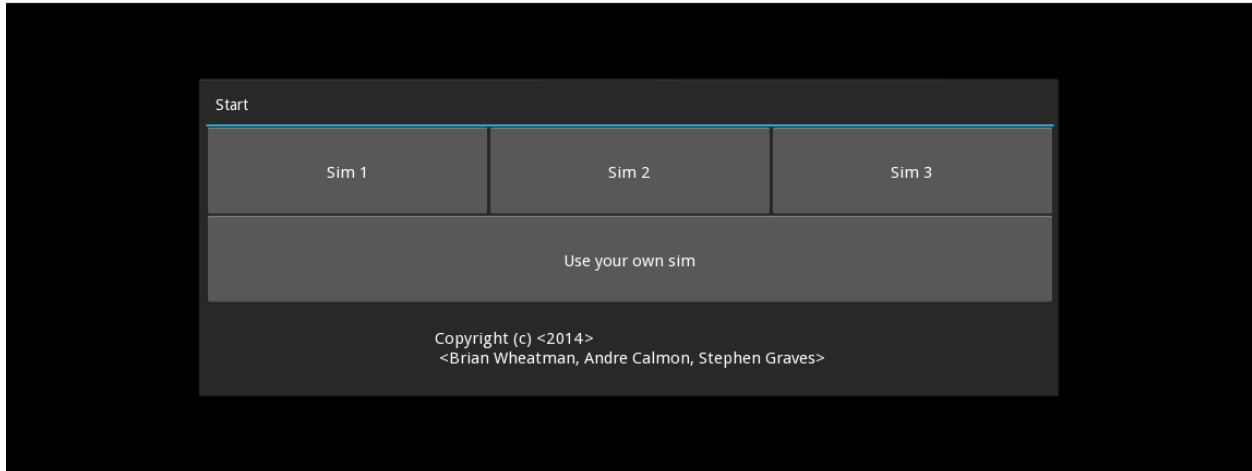 Start
Sim 1
Sim 2
Sim 3
Use your own sim
Copyright (c) <2014>
<Brian Wheatman, Andre Calmon, Stephen Graves>